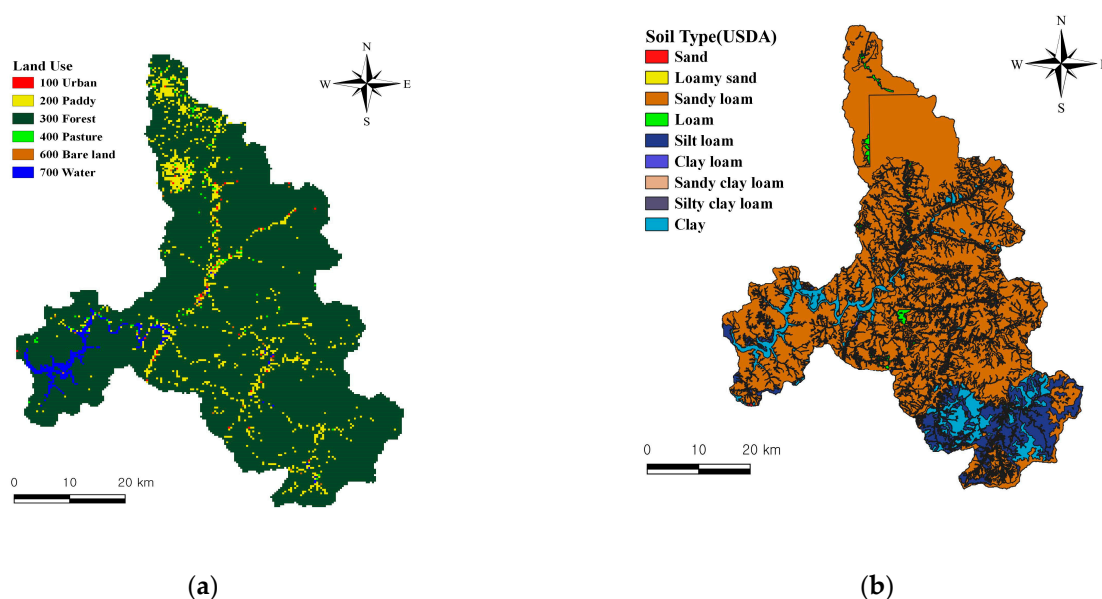 Land Use
100 Urban
200 Paddy
300 Forest
400 Pasture
600 Bare land
700 Water
N
W E
S
0 10 20 km
(a)
Soil Type(USDA)
Sand
Loamy sand
Sandy loam
Loam
Silt loam
Clay loam
Sandy clay loam
Silty clay loam
Clay
N
W E
S
0 10 20 km
(b)